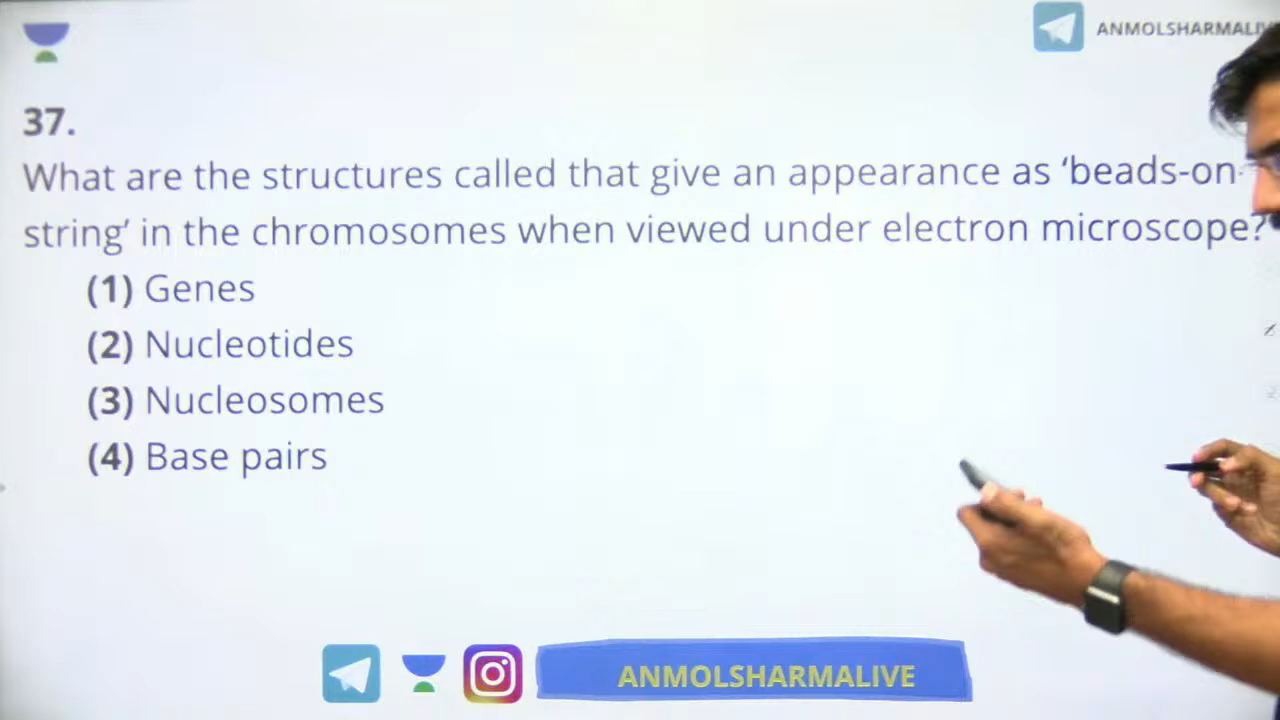 ANMOLSHARMALIV
37.
What are the structures called that give an appearance as ‘beads-on-
string’ in the chromosomes when viewed under electron microscope?
(1) Genes
(2) Nucleotides
(3) Nucleosomes
(4) Base pairs
ANMOLSHARMALIVE